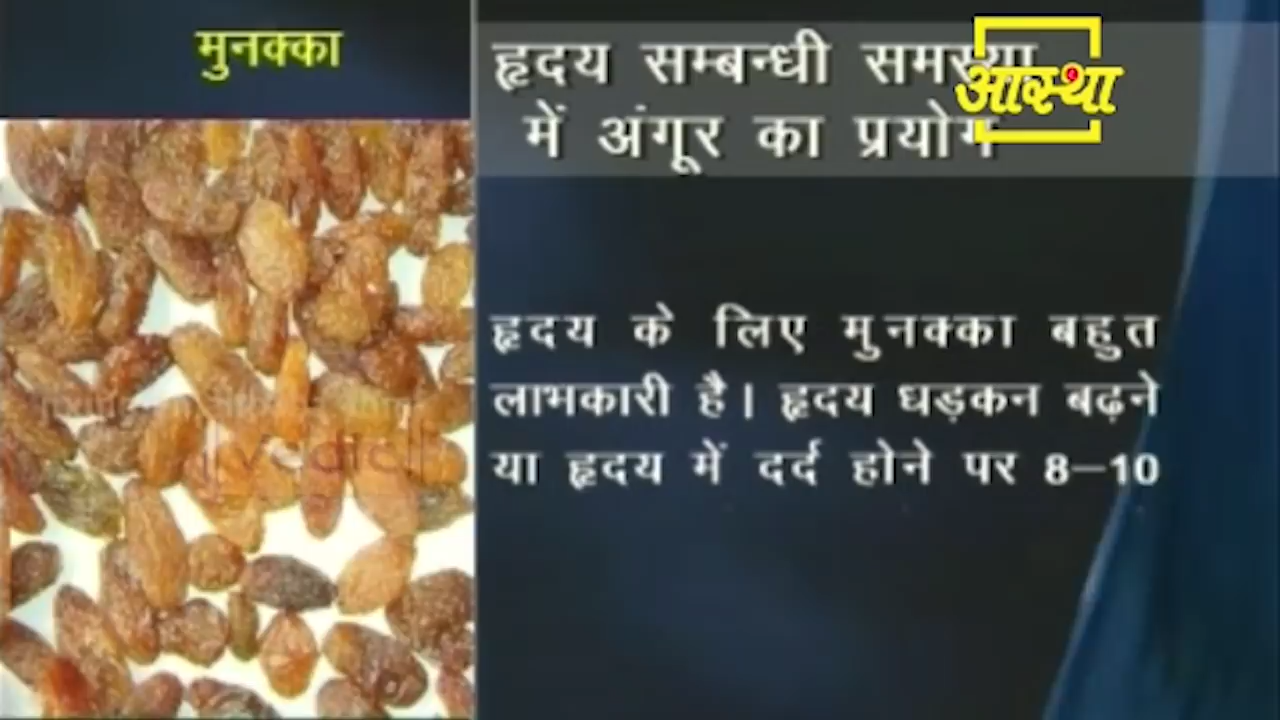 मुनक्का
हृदय सम्बन्धी समस्या
में अंगूर का प्रयोग
आस्था
हृदय के लिए मुनक्का बहुत
लाभकारी है। हृदय धड़कन बढ़ने
या हृदय में दर्द होने पर 8–10